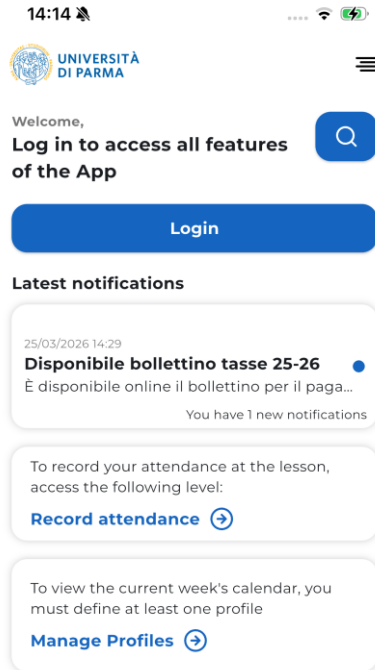 14:14
UNIVERSITÀ
DI PARMA
Welcome,
Log in to access all features
of the App
Login
Latest notifications
25/03/2026 14:29
Disponibile bollettino tasse 25-26
È disponibile online il bollettino per il paga...
You have 1 new notifications
To record your attendance at the lesson,
access the following level:
Record attendance
To view the current week's calendar, you
must define at least one profile
Manage Profiles